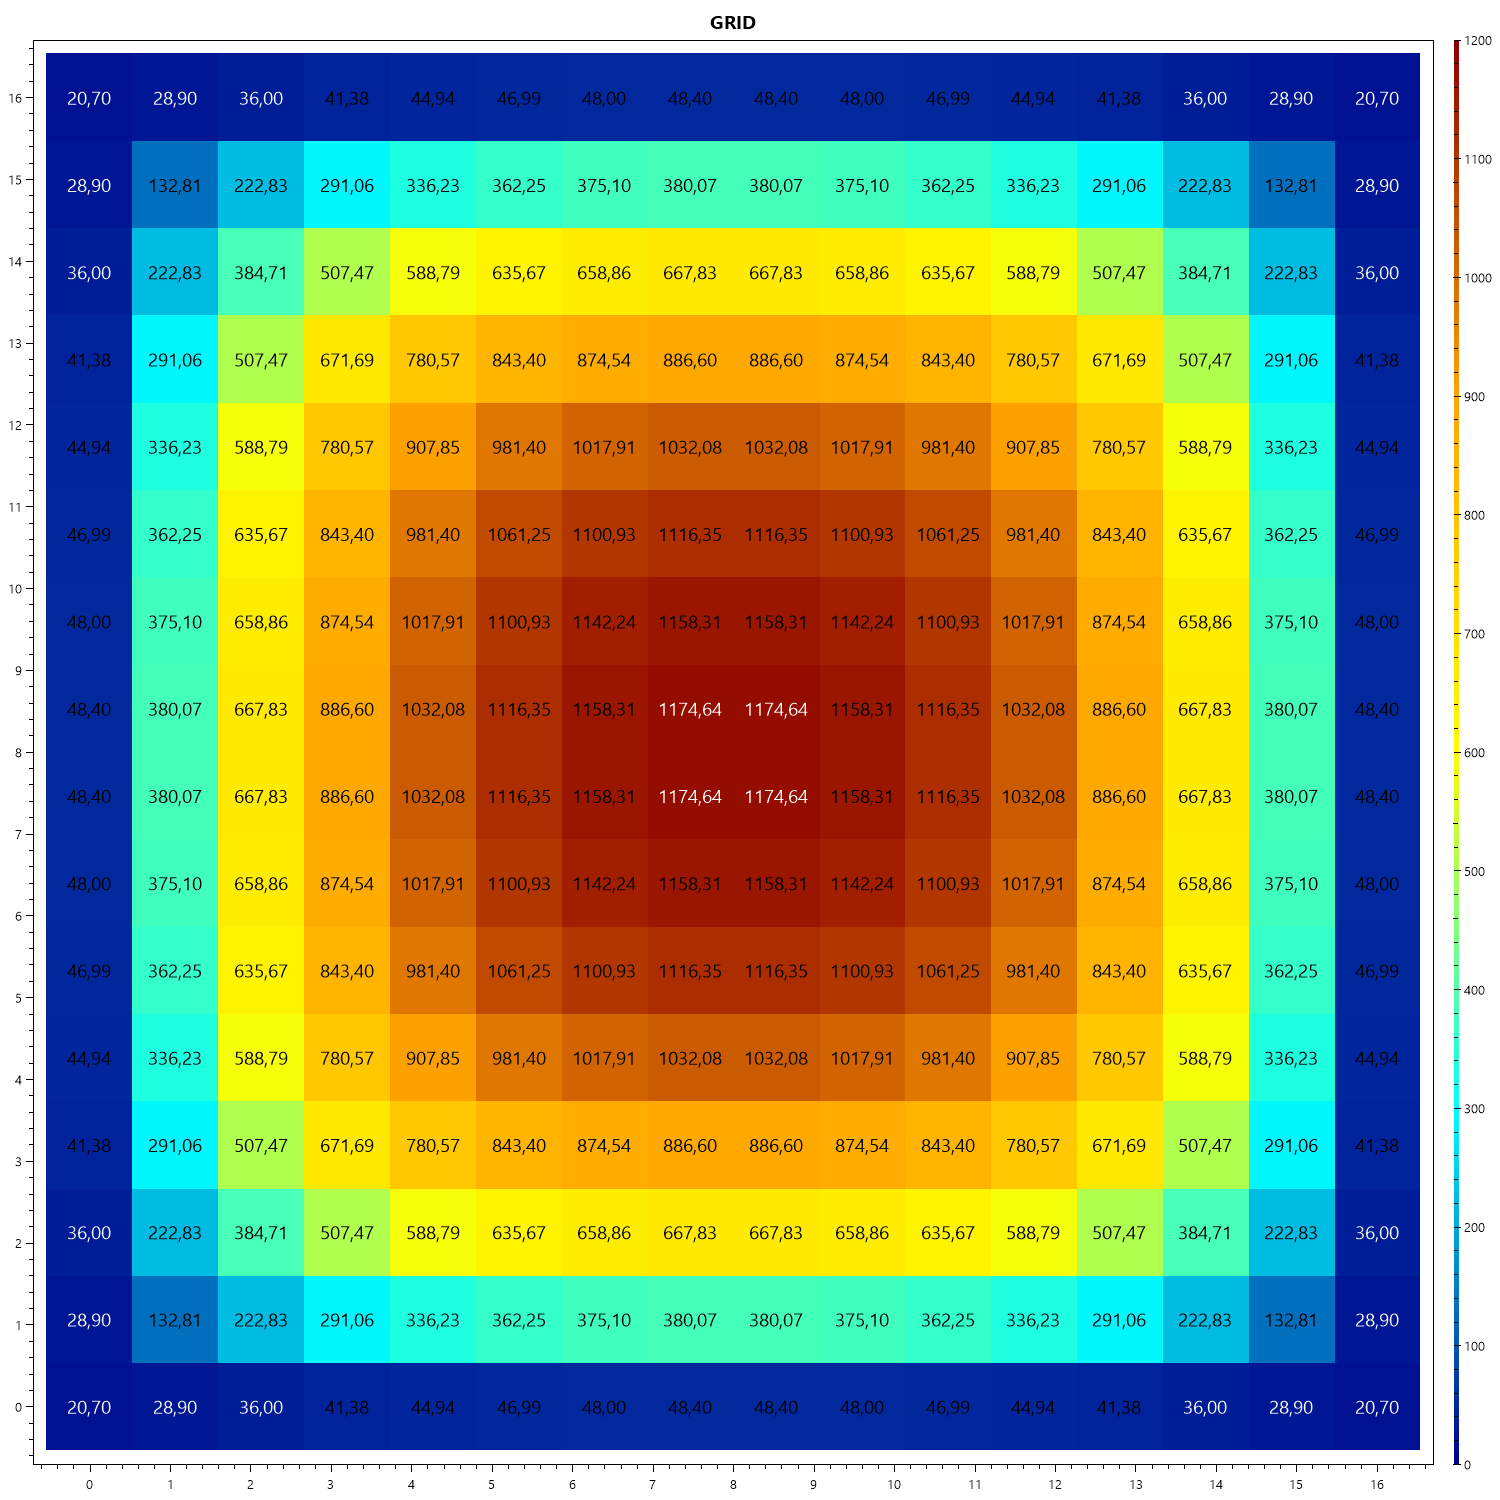 GRID
20,70 28,90 36,00 41,38 44,94 46,99 48,00 48,40 48,40 48,00 46,99 44,94 41,38 36,00 28,90 20,70
28,90 132,81 222,83 291,06 336,23 362,25 375,10 380,07 380,07 375,10 362,25 336,23 291,06 222,83 132,81 28,90
36,00 222,83 384,71 507,47 588,79 635,67 658,86 667,83 667,83 658,86 635,67 588,79 507,47 384,71 222,83 36,00
41,38 291,06 507,47 671,69 780,57 843,40 874,54 886,60 886,60 874,54 843,40 780,57 671,69 507,47 291,06 41,38
44,94 336,23 588,79 780,57 907,85 981,40 1017,91 1032,08 1032,08 1017,91 981,40 907,85 780,57 588,79 336,23 44,94
46,99 362,25 635,67 843,40 981,40 1061,25 1100,93 1116,35 1116,35 1100,93 1061,25 981,40 843,40 635,67 362,25 46,99
48,00 375,10 658,86 874,54 1017,91 1100,93 1142,24 1158,31 1158,31 1142,24 1100,93 1017,91 874,54 658,86 375,10 48,00
48,40 380,07 667,83 886,60 1032,08 1116,35 1158,31 1174,64 1174,64 1158,31 1116,35 1032,08 886,60 667,83 380,07 48,40
48,40 380,07 667,83 886,60 1032,08 1116,35 1158,31 1174,64 1174,64 1158,31 1116,35 1032,08 886,60 667,83 380,07 48,40
48,00 375,10 658,86 874,54 1017,91 1100,93 1142,24 1158,31 1158,31 1142,24 1100,93 1017,91 874,54 658,86 375,10 48,00
46,99 362,25 635,67 843,40 981,40 1061,25 1100,93 1116,35 1116,35 1100,93 1061,25 981,40 843,40 635,67 362,25 46,99
44,94 336,23 588,79 780,57 907,85 981,40 1017,91 1032,08 1032,08 1017,91 981,40 907,85 780,57 588,79 336,23 44,94
41,38 291,06 507,47 671,69 780,57 843,40 874,54 886,60 886,60 874,54 843,40 780,57 671,69 507,47 291,06 41,38
36,00 222,83 384,71 507,47 588,79 635,67 658,86 667,83 667,83 658,86 635,67 588,79 507,47 384,71 222,83 36,00
28,90 132,81 222,83 291,06 336,23 362,25 375,10 380,07 380,07 375,10 362,25 336,23 291,06 222,83 132,81 28,90
20,70 28,90 36,00 41,38 44,94 46,99 48,00 48,40 48,40 48,00 46,99 44,94 41,38 36,00 28,90 20,70
16
15
14
13
12
11
10
9
8
7
6
5
4
3
2
1
0
0 1 2 3 4 5 6 7 8 9 10 11 12 13 14 15 16
1200
1100
1000
900
800
700
600
500
400
300
200
100
0